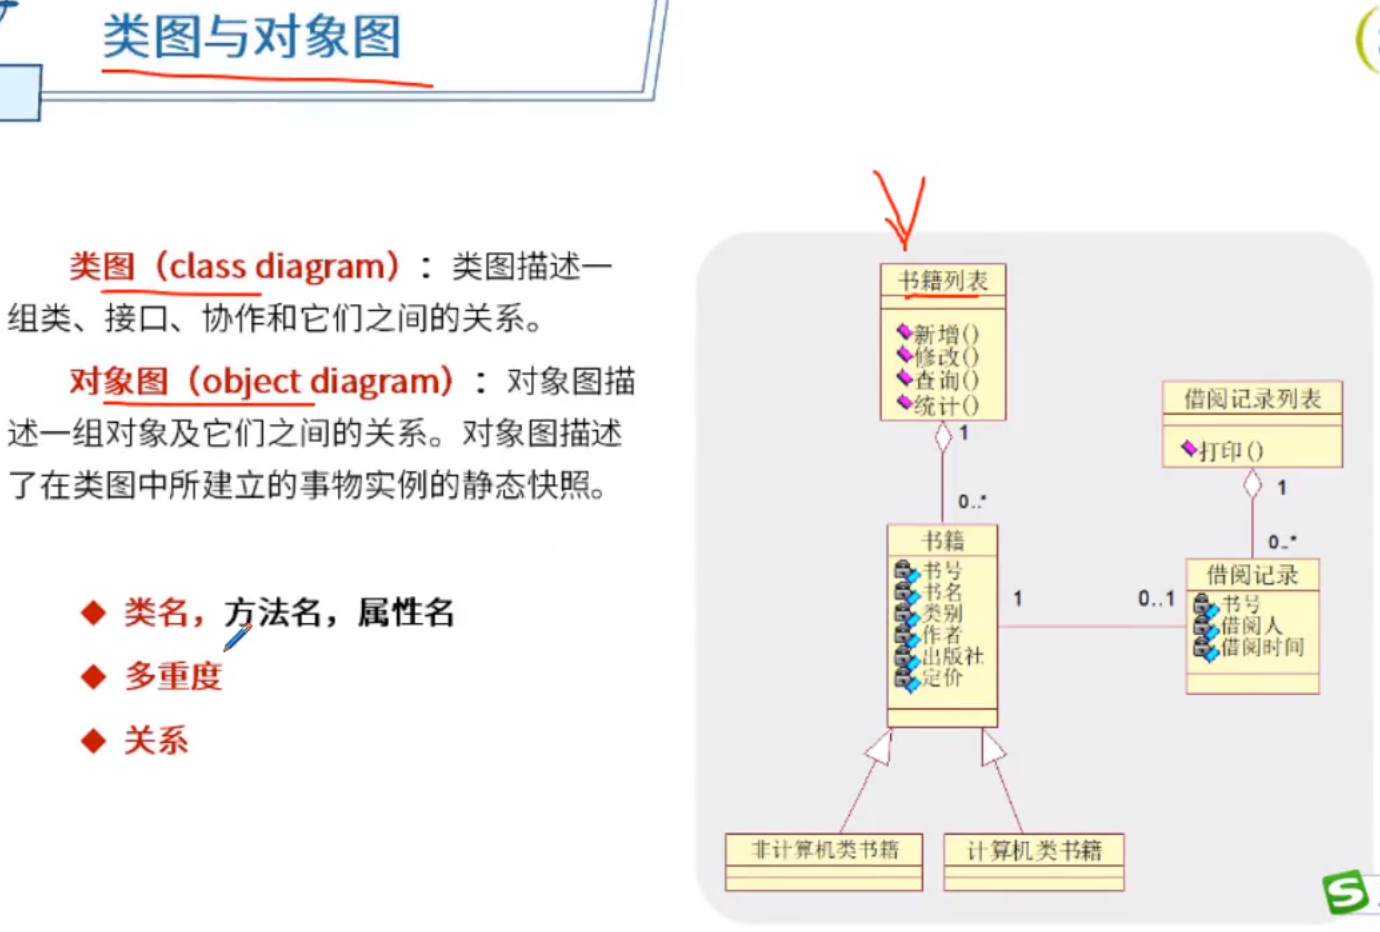 类图与对象图
类图（class diagram）：类图描述一
组类、接口、协作和它们之间的关系。
对象图（object diagram）：对象图描
述一组对象及它们之间的关系。对象图描述
了在类图中所建立的事物实例的静态快照。
◆ 类名，方法名，属性名
◆ 多重度
◆ 关系
书籍列表
新增()
修改()
查询()
统计()
1
0..*
书籍
书号
书名
类别
作者
出版社
定价
1
0..1
借阅记录列表
打印()
1
0..*
借阅记录
书号
借阅人
借阅时间
非计算机类书籍
计算机类书籍
S